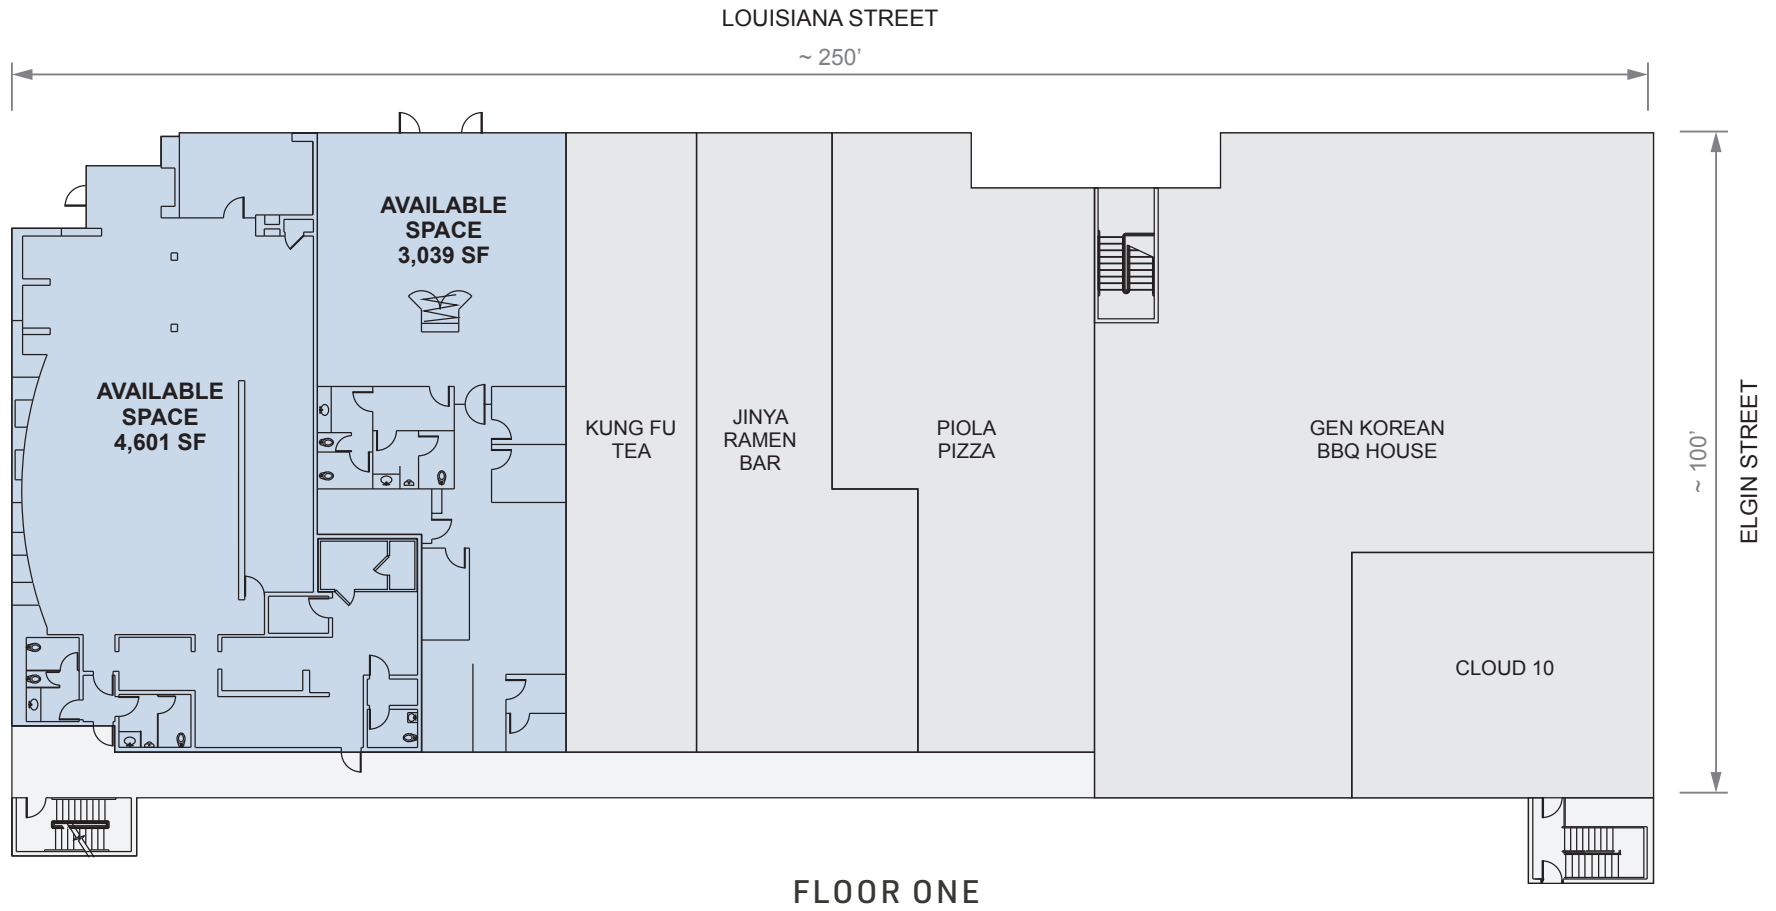 LOUISIANA STREET
~ 250’
AVAILABLE
SPACE
3,039 SF
AVAILABLE
SPACE
4,601 SF
KUNG FU
TEA
JINYA
RAMEN
BAR
PIOLA
PIZZA
GEN KOREAN
BBQ HOUSE
CLOUD 10
~ 100’
ELGIN STREET
FLOOR ONE